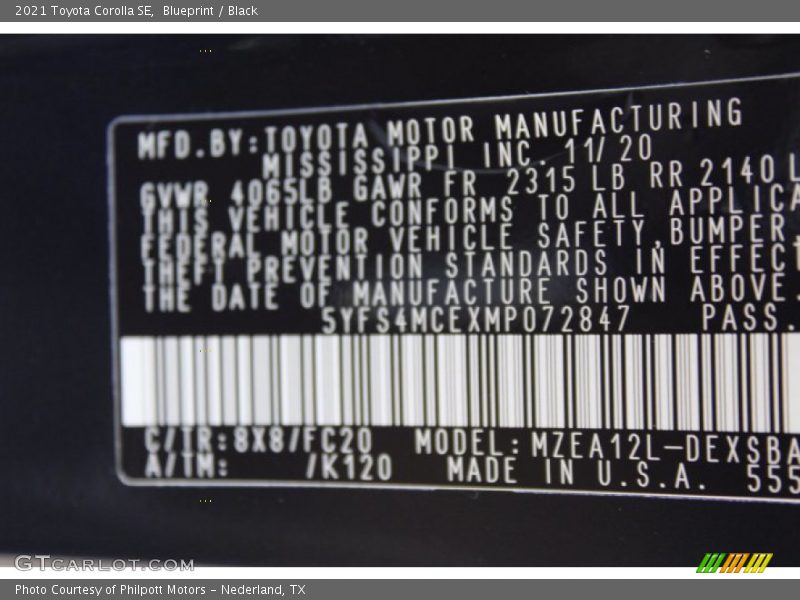 2021 Toyota Corolla SE, Blueprint / Black
MFD.BY:TOYOTA MOTOR MANUFACTURING
MISSISSIPPI INC. 11/20
GVWR 4065LB GAWR FR 2315 LB RR 2140 L
THIS VEHICLE CONFORMS TO ALL APPLICA
FEDERAL MOTOR VEHICLE SAFETY,BUMPER,
THEFT PREVENTION STANDARDS IN EFFECT
THE DATE OF MANUFACTURE SHOWN ABOVE.
5YFS4MCEXMP072847 PASS.
C/TR:8X8/FC20 MODEL:MZEA12L-DEXSBA
A/TM: /K120 MADE IN U.S.A. 555
GTCARLOT.COM
Photo Courtesy of Philpott Motors - Nederland, TX